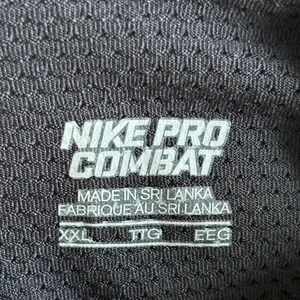 NIKE PRO
COMBAT
MADE IN SRI LANKA
FABRIQUE AU SRI LANKA
XXL TTG EEG